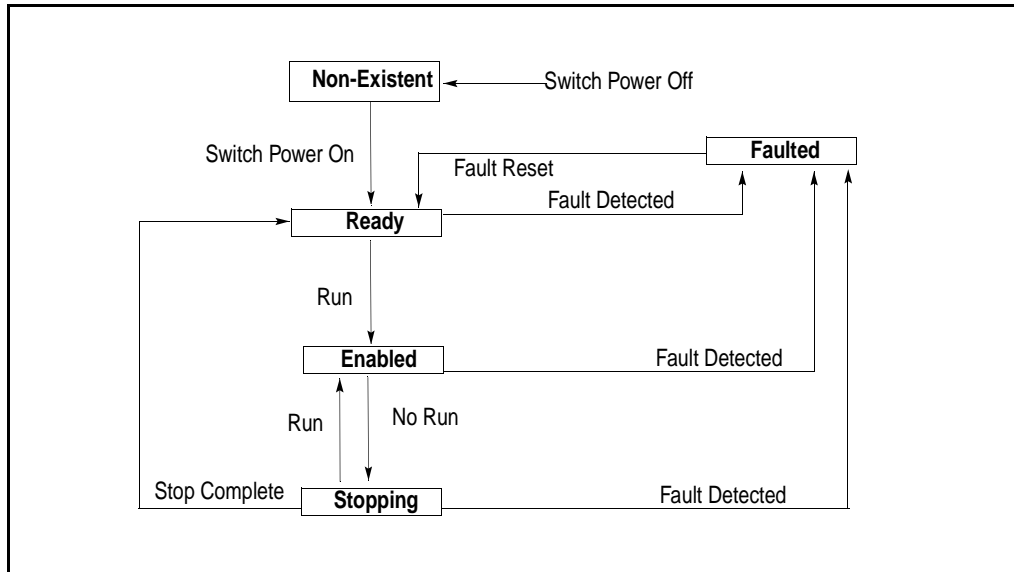 Non-Existent
Switch Power Off
Switch Power On
Faulted
Fault Reset
Fault Detected
Ready
Run
Enabled
Fault Detected
Run
No Run
Stop Complete
Stopping
Fault Detected